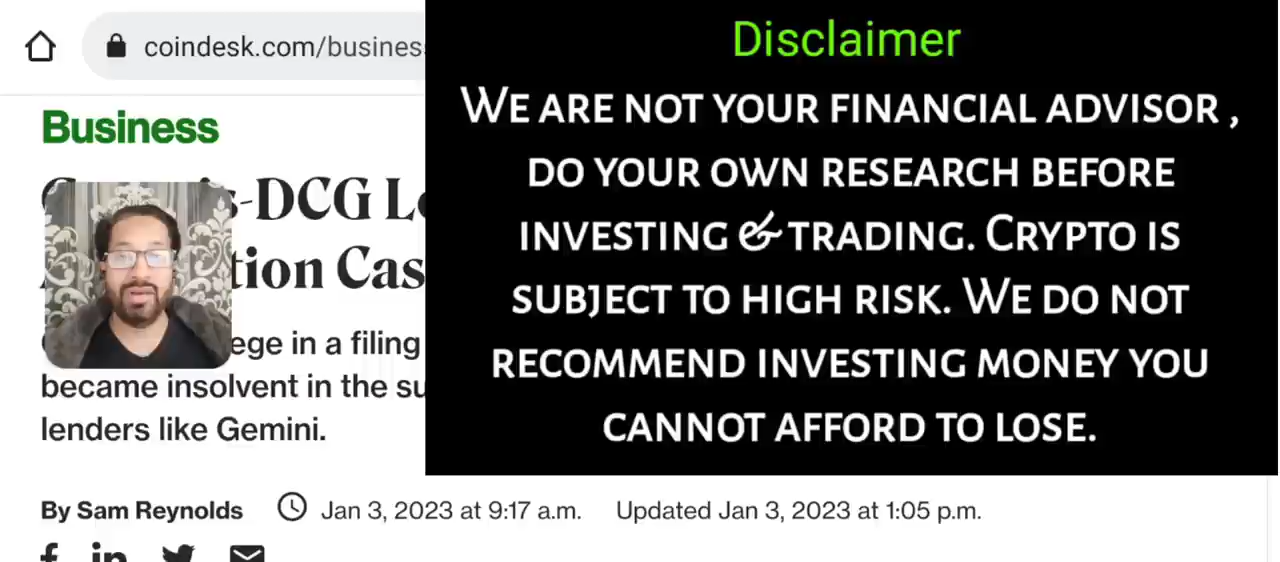 coindesk.com/busines
Disclaimer
We are not your financial advisor ,
do your own research before
investing & trading. Crypto is
subject to high risk. We do not
recommend investing money you
cannot afford to lose.
Business
-DCG
tion Cas
ege in a filing
became insolvent in the su
lenders like Gemini.
By Sam Reynolds Jan 3, 2023 at 9:17 a.m. Updated Jan 3, 2023 at 1:05 p.m.